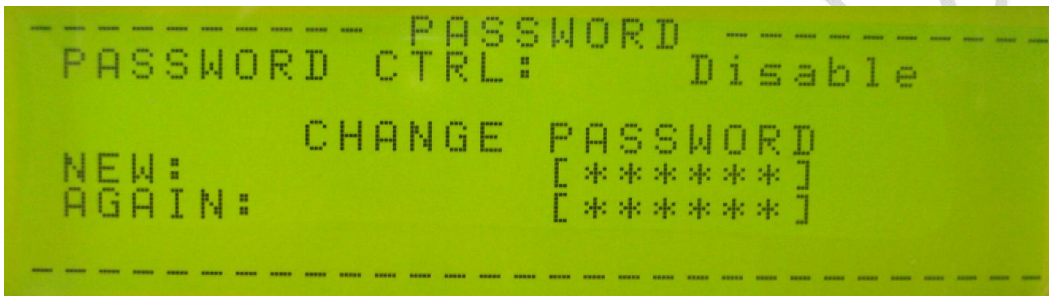 --------- PASSWORD ---------
PASSWORD CTRL: Disable
CHANGE PASSWORD
NEW: [******]
AGAIN: [******]
------------------------------